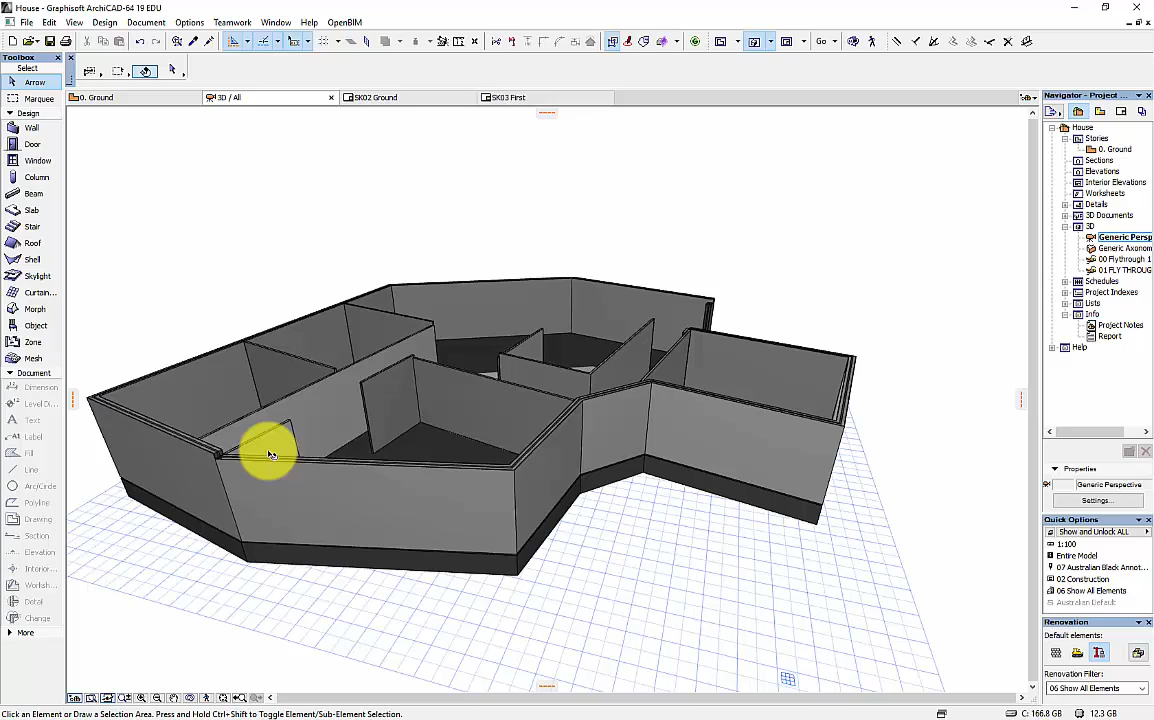 House - Graphisoft ArchiCAD-64 19 EDU
File Edit View Design Document Options Teamwork Window Help OpenBIM
Go
Toolbox
Select
Arrow
Marquee
Design
Wall
Door
Window
Column
Beam
Slab
Stair
Roof
Shell
Skylight
Curtain...
Morph
Object
Zone
Mesh
Document
Dimension
Level Di...
Text
Label
Fill
Line
Arc/Circle
Polyline
Drawing
Section
Elevation
Interior...
Worksh...
Detail
Change
More
0. Ground
3D / All
SK02 Ground
SK03 First
Navigator - Project ...
House
Stories
0. Ground
Sections
Elevations
Interior Elevations
Worksheets
Details
3D Documents
3D
Generic Persp
Generic Axonom
00 Flythrough 1
01 FLY THROUG
Schedules
Project Indexes
Lists
Info
Project Notes
Report
Help
Properties
Generic Perspective
Settings...
Quick Options
Show and Unlock ALL
1:100
Entire Model
07 Australian Black Annot...
02 Construction
06 Show All Elements
Australian Default
Renovation
Default elements:
Renovation Filter:
06 Show All Elements
Click an Element or Draw a Selection Area. Press and Hold Ctrl+Shift to Toggle Element/Sub-Element Selection.
C: 166.8 GB
12.3 GB